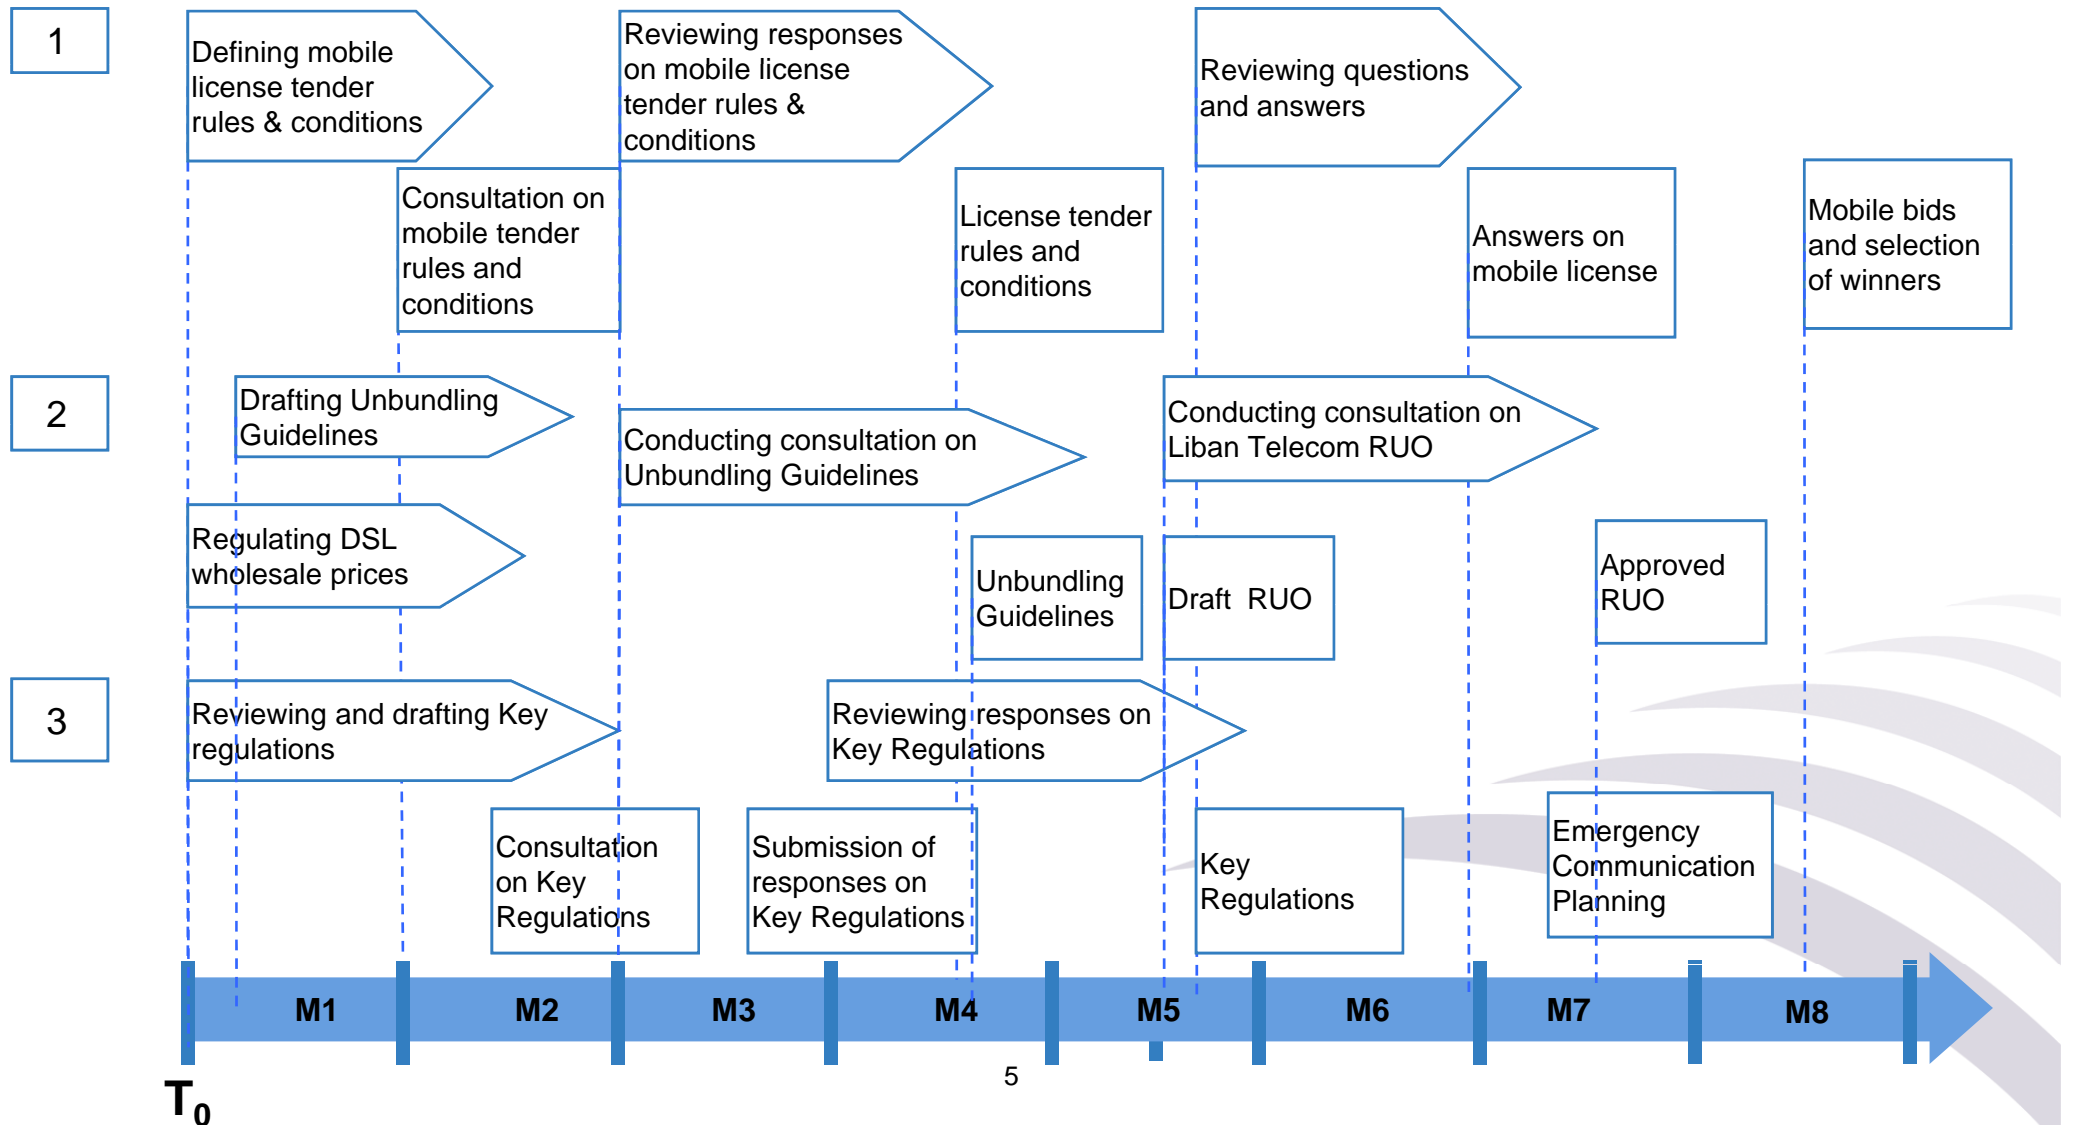 1
Defining mobile
license tender
rules & conditions
Reviewing responses
on mobile license
tender rules &
conditions
Reviewing questions
and answers
Consultation on
mobile tender
rules and
conditions
License tender
rules and
conditions
Answers on
mobile license
Mobile bids
and selection
of winners
2
Drafting Unbundling
Guidelines
Conducting consultation on
Unbundling Guidelines
Conducting consultation on
Liban Telecom RUO
Regulating DSL
wholesale prices
Unbundling
Guidelines
Draft RUO
Approved
RUO
3
Reviewing and drafting Key
regulations
Reviewing responses on
Key Regulations
Consultation
on Key
Regulations
Submission of
responses on
Key Regulations
Key
Regulations
Emergency
Communication
Planning
M1 M2 M3 M4 M5 M6 M7 M8
5
T0